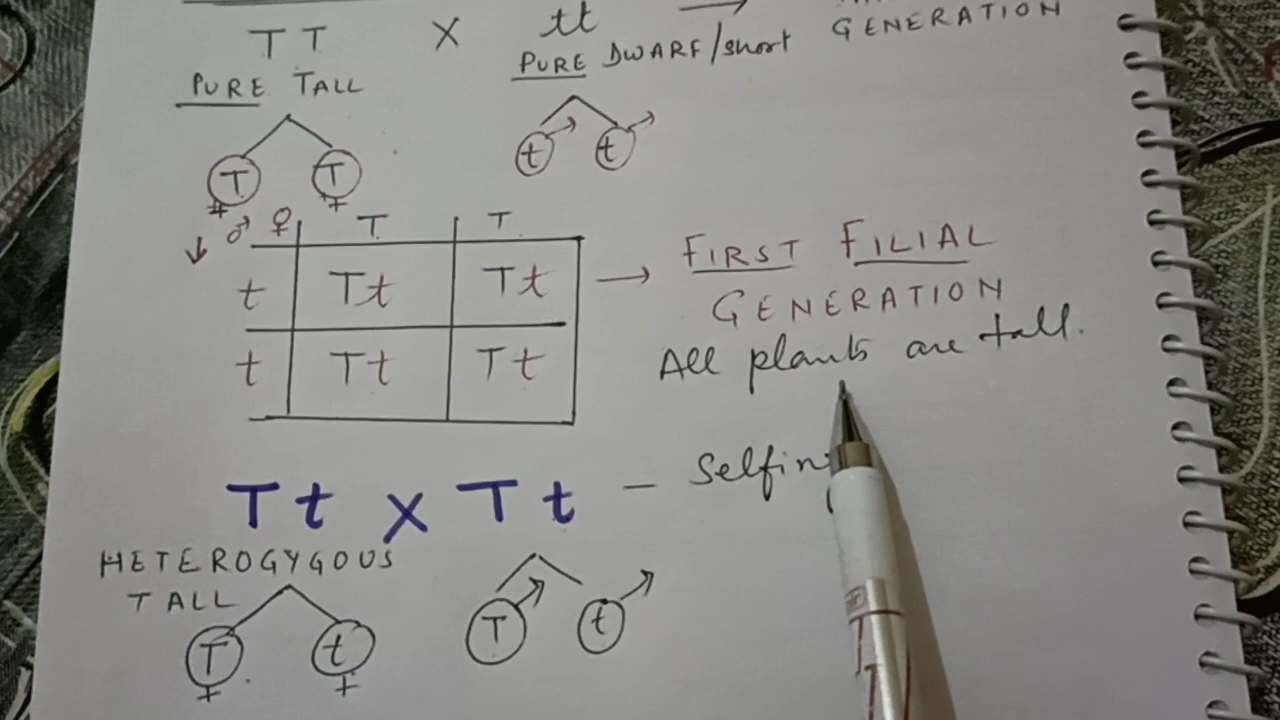 TT X tt → GENERATION
PURE TALL PURE DWARF/short
T T t t
♂ ♀ T T
t Tt Tt → FIRST FILIAL
GENERATION
t Tt Tt All plants are tall.
Tt X Tt –
HETEROGYGOUS
TALL
T t T t